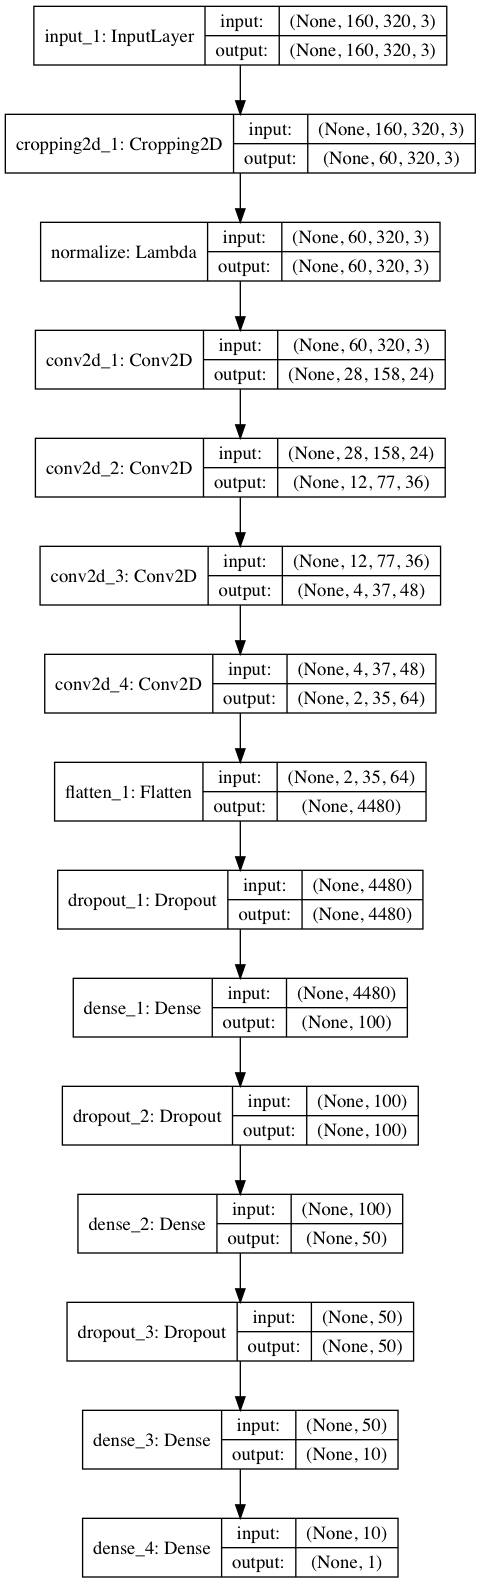 input_1: InputLayer
input: (None, 160, 320, 3)
output: (None, 160, 320, 3)
cropping2d_1: Cropping2D
input: (None, 160, 320, 3)
output: (None, 60, 320, 3)
normalize: Lambda
input: (None, 60, 320, 3)
output: (None, 60, 320, 3)
conv2d_1: Conv2D
input: (None, 60, 320, 3)
output: (None, 28, 158, 24)
conv2d_2: Conv2D
input: (None, 28, 158, 24)
output: (None, 12, 77, 36)
conv2d_3: Conv2D
input: (None, 12, 77, 36)
output: (None, 4, 37, 48)
conv2d_4: Conv2D
input: (None, 4, 37, 48)
output: (None, 2, 35, 64)
flatten_1: Flatten
input: (None, 2, 35, 64)
output: (None, 4480)
dropout_1: Dropout
input: (None, 4480)
output: (None, 4480)
dense_1: Dense
input: (None, 4480)
output: (None, 100)
dropout_2: Dropout
input: (None, 100)
output: (None, 100)
dense_2: Dense
input: (None, 100)
output: (None, 50)
dropout_3: Dropout
input: (None, 50)
output: (None, 50)
dense_3: Dense
input: (None, 50)
output: (None, 10)
dense_4: Dense
input: (None, 10)
output: (None, 1)